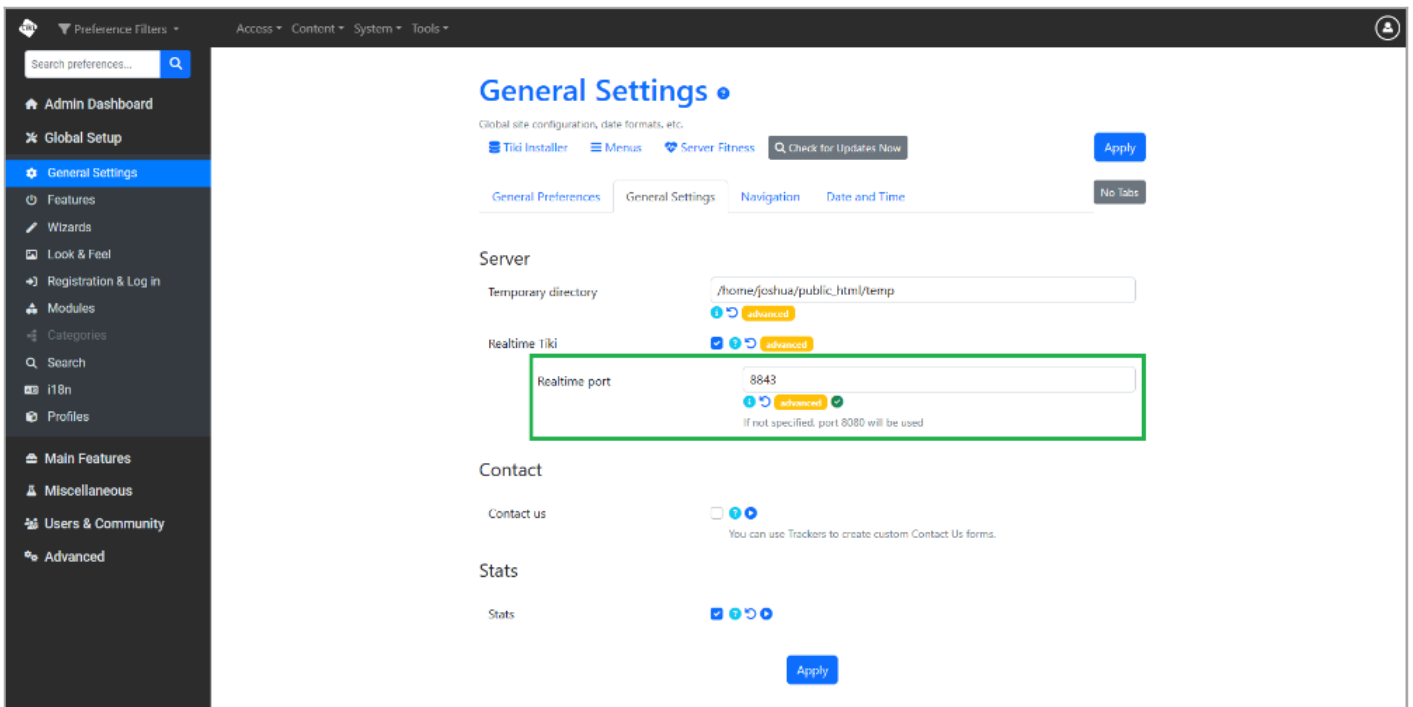 tiki
Preference Filters
Access Content System Tools
Search preferences...
Admin Dashboard
Global Setup
General Settings
Features
Wizards
Look & Feel
Registration & Log in
Modules
Categories
Search
i18n
Profiles
Main Features
Miscellaneous
Users & Community
Advanced
General Settings
Global site configuration, date formats, etc.
Tiki Installer Menus Server Fitness Check for Updates Now Apply
General Preferences General Settings Navigation Date and Time No Tabs
Server
Temporary directory /home/joshua/public_html/temp
advanced
Realtime Tiki advanced
Realtime port 8843
advanced
If not specified, port 8080 will be used
Contact
Contact us
You can use Trackers to create custom Contact Us forms.
Stats
Stats
Apply